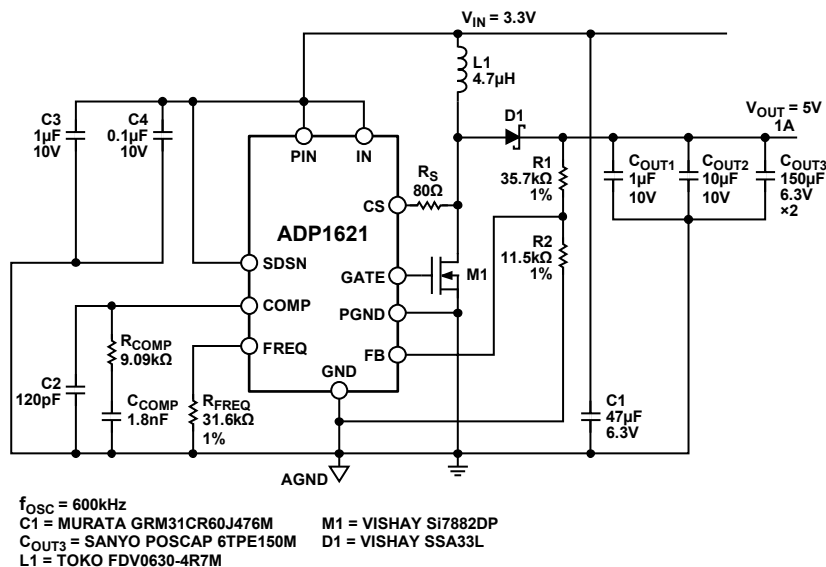 VIN = 3.3V
L1
4.7µH
C3
1µF
10V
C4
0.1µF
10V
D1
VOUT = 5V
1A
PIN
IN
RS
80Ω
CS
R1
35.7kΩ
1%
COUT1
1µF
10V
COUT2
10µF
10V
COUT3
150µF
6.3V
×2
ADP1621
R2
11.5kΩ
1%
SDSN
GATE
M1
COMP
PGND
RCOMP
9.09kΩ
FREQ
FB
C2
120pF
GND
CCOMP
1.8nF
RFREQ
31.6kΩ
1%
C1
47µF
6.3V
AGND
fOSC = 600kHz
C1 = MURATA GRM31CR60J476M
M1 = VISHAY Si7882DP
COUT3 = SANYO POSCAP 6TPE150M
D1 = VISHAY SSA33L
L1 = TOKO FDV0630-4R7M